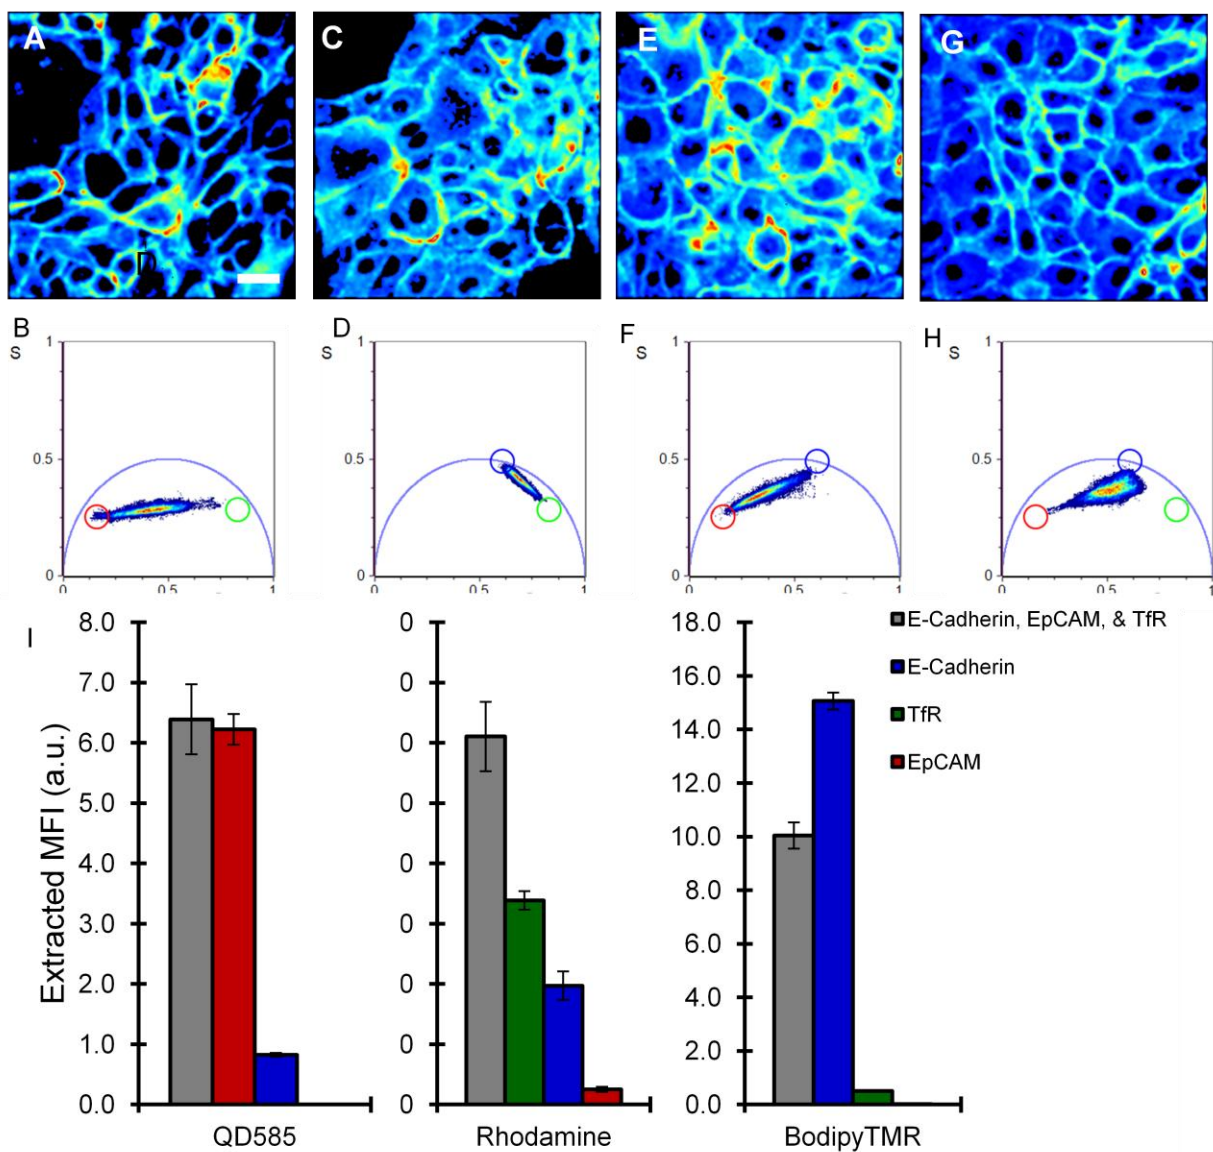 A
C
E
G
D
B
S
1
0.5
0
0
0.5
1
D
S
1
0.5
0
0
0.5
1
F
S
1
0.5
0
0
0.5
1
H
S
1
0.5
0
0
0.5
1
I
Extracted MFI (a.u.)
8.0
7.0
6.0
5.0
4.0
3.0
2.0
1.0
0.0
QD585
0
0
0
0
0
0
0
0
0
Rhodamine
18.0
16.0
14.0
12.0
10.0
8.0
6.0
4.0
2.0
0.0
BodipyTMR
E-Cadherin, EpCAM, & TfR
E-Cadherin
TfR
EpCAM